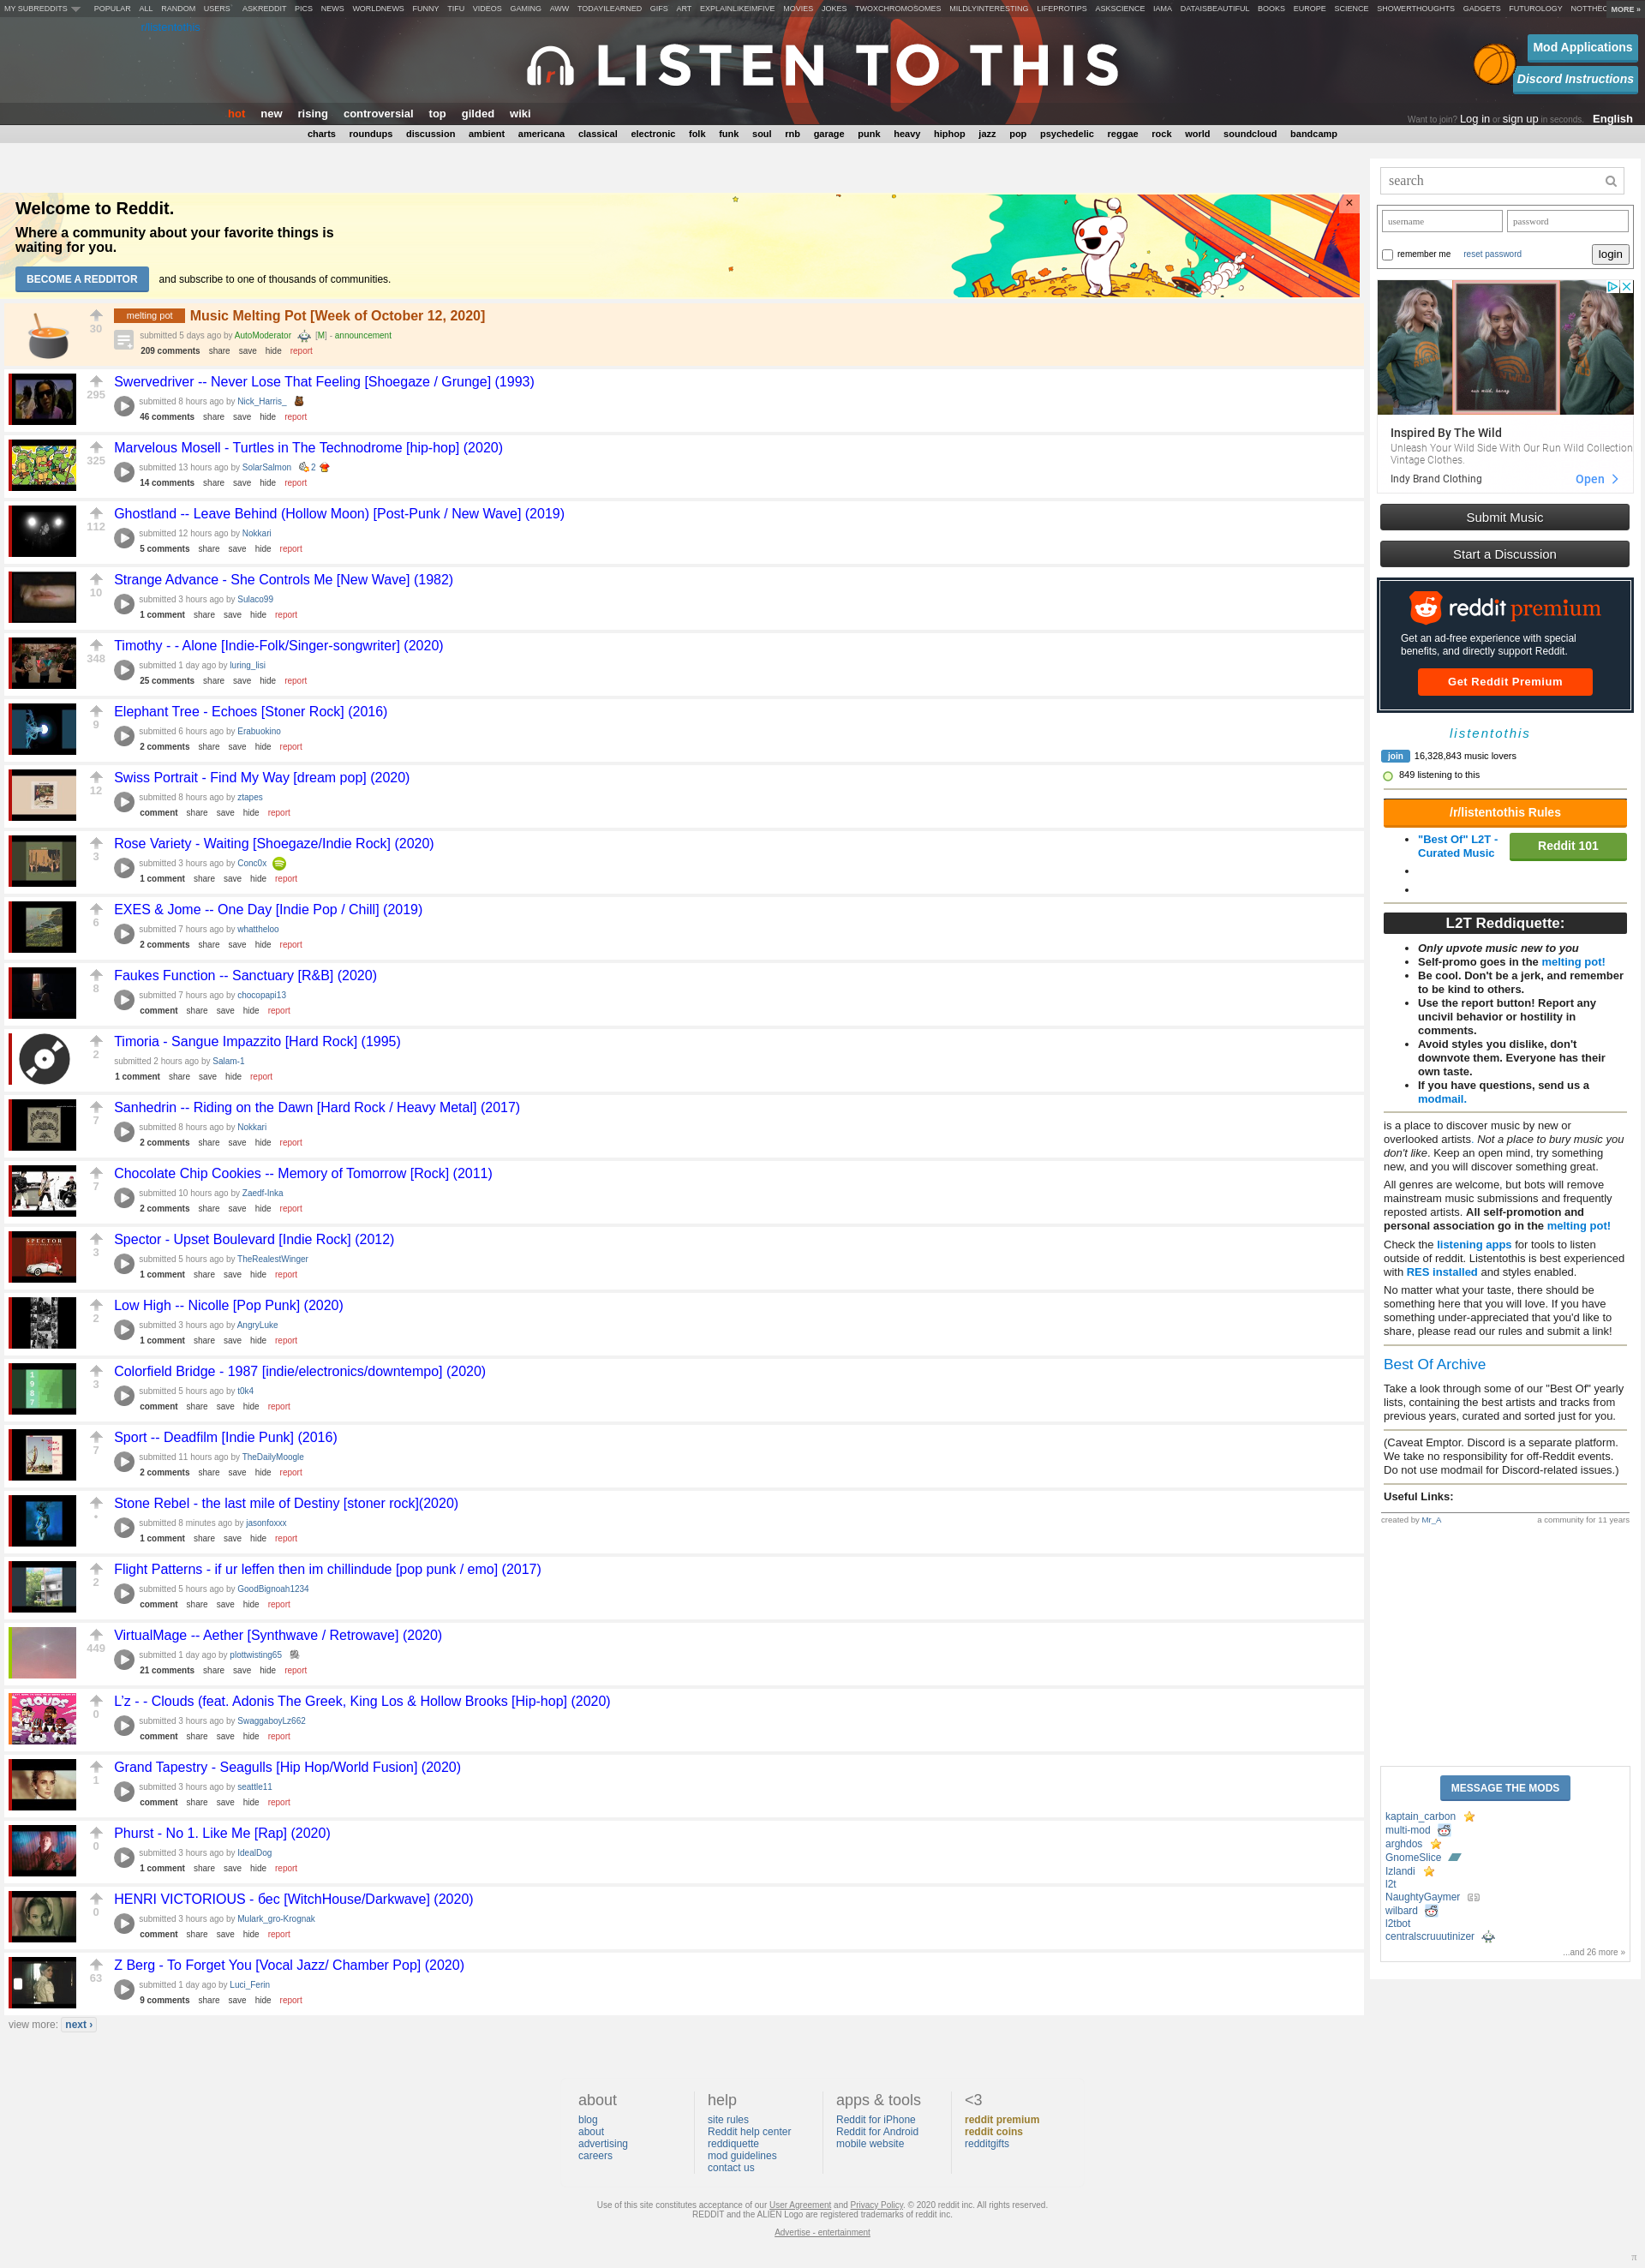 MY SUBREDDITS POPULAR ALL RANDOM USERS ASKREDDIT PICS NEWS WORLDNEWS FUNNY TIFU VIDEOS GAMING AWW TODAYILEARNED GIFS ART EXPLAINLIKEIMFIVE MOVIES JOKES TWOXCHROMOSOMES MILDLYINTERESTING LIFEPROTIPS ASKSCIENCE IAMA DATAISBEAUTIFUL BOOKS EUROPE SCIENCE SHOWERTHOUGHTS GADGETS FUTUROLOGY MORE »
LISTEN TO THIS
Mod Applications
Discord Instructions
hot new rising controversial top gilded wiki
Want to join? Log in or sign up in seconds. English
charts roundups discussion ambient americana classical electronic folk funk soul rnb garage punk heavy hiphop jazz pop psychedelic reggae rock world soundcloud bandcamp
Welcome to Reddit.
Where a community about your favorite things is
waiting for you.
BECOME A REDDITOR and subscribe to one of thousands of communities.
×
30
melting pot Music Melting Pot [Week of October 12, 2020]
submitted 5 days ago by AutoModerator [M] - announcement
209 comments share save hide report
295
Swervedriver -- Never Lose That Feeling [Shoegaze / Grunge] (1993)
submitted 8 hours ago by Nick_Harris_
46 comments share save hide report
325
Marvelous Mosell - Turtles in The Technodrome [hip-hop] (2020)
submitted 13 hours ago by SolarSalmon 2
14 comments share save hide report
112
Ghostland -- Leave Behind (Hollow Moon) [Post-Punk / New Wave] (2019)
submitted 12 hours ago by Nokkari
5 comments share save hide report
10
Strange Advance - She Controls Me [New Wave] (1982)
submitted 3 hours ago by Sulaco99
1 comment share save hide report
348
Timothy - - Alone [Indie-Folk/Singer-songwriter] (2020)
submitted 1 day ago by luring_lisi
25 comments share save hide report
9
Elephant Tree - Echoes [Stoner Rock] (2016)
submitted 6 hours ago by Erabuokino
2 comments share save hide report
12
Swiss Portrait - Find My Way [dream pop] (2020)
submitted 8 hours ago by ztapes
comment share save hide report
3
Rose Variety - Waiting [Shoegaze/Indie Rock] (2020)
submitted 3 hours ago by Conc0x
1 comment share save hide report
6
EXES & Jome -- One Day [Indie Pop / Chill] (2019)
submitted 7 hours ago by whattheloo
2 comments share save hide report
8
Faukes Function -- Sanctuary [R&B] (2020)
submitted 7 hours ago by chocopapi13
comment share save hide report
2
Timoria - Sangue Impazzito [Hard Rock] (1995)
submitted 2 hours ago by Salam-1
1 comment share save hide report
7
Sanhedrin -- Riding on the Dawn [Hard Rock / Heavy Metal] (2017)
submitted 8 hours ago by Nokkari
2 comments share save hide report
7
Chocolate Chip Cookies -- Memory of Tomorrow [Rock] (2011)
submitted 10 hours ago by Zaedf-Inka
2 comments share save hide report
SPECTOR
3
Spector - Upset Boulevard [Indie Rock] (2012)
submitted 5 hours ago by TheRealestWinger
1 comment share save hide report
2
Low High -- Nicolle [Pop Punk] (2020)
submitted 3 hours ago by AngryLuke
1 comment share save hide report
1987
3
Colorfield Bridge - 1987 [indie/electronics/downtempo] (2020)
submitted 5 hours ago by t0k4
comment share save hide report
7
Sport -- Deadfilm [Indie Punk] (2016)
submitted 11 hours ago by TheDailyMoogle
2 comments share save hide report
•
Stone Rebel - the last mile of Destiny [stoner rock](2020)
submitted 8 minutes ago by jasonfoxxx
1 comment share save hide report
2
Flight Patterns - if ur leffen then im chillindude [pop punk / emo] (2017)
submitted 5 hours ago by GoodBignoah1234
comment share save hide report
449
VirtualMage -- Aether [Synthwave / Retrowave] (2020)
submitted 1 day ago by plottwisting65
21 comments share save hide report
CLOUDS
0
L'z - - Clouds (feat. Adonis The Greek, King Los & Hollow Brooks [Hip-hop] (2020)
submitted 3 hours ago by SwaggaboyLz662
comment share save hide report
1
Grand Tapestry - Seagulls [Hip Hop/World Fusion] (2020)
submitted 3 hours ago by seattle11
comment share save hide report
0
Phurst - No 1. Like Me [Rap] (2020)
submitted 3 hours ago by IdealDog
1 comment share save hide report
0
HENRI VICTORIOUS - бес [WitchHouse/Darkwave] (2020)
submitted 3 hours ago by Mulark_gro-Krognak
comment share save hide report
63
Z Berg - To Forget You [Vocal Jazz/ Chamber Pop] (2020)
submitted 1 day ago by Luci_Ferin
9 comments share save hide report
view more: next ›
search
username password
remember me reset password login
Inspired By The Wild
Unleash Your Wild Side With Our Run Wild Collection
Vintage Clothes.
Indy Brand Clothing Open
Submit Music
Start a Discussion
reddit premium
Get an ad-free experience with special
benefits, and directly support Reddit.
Get Reddit Premium
listentothis
join 16,328,843 music lovers
849 listening to this
/r/listentothis Rules
"Best Of" L2T -
Curated Music
Reddit 101
L2T Reddiquette:
Only upvote music new to you
Self-promo goes in the melting pot!
Be cool. Don't be a jerk, and remember
to be kind to others.
Use the report button! Report any
uncivil behavior or hostility in
comments.
Avoid styles you dislike, don't
downvote them. Everyone has their
own taste.
If you have questions, send us a
modmail.
is a place to discover music by new or
overlooked artists. Not a place to bury music you
don't like. Keep an open mind, try something
new, and you will discover something great.
All genres are welcome, but bots will remove
mainstream music submissions and frequently
reposted artists. All self-promotion and
personal association go in the melting pot!
Check the listening apps for tools to listen
outside of reddit. Listentothis is best experienced
with RES installed and styles enabled.
No matter what your taste, there should be
something here that you will love. If you have
something under-appreciated that you'd like to
share, please read our rules and submit a link!
Best Of Archive
Take a look through some of our "Best Of" yearly
lists, containing the best artists and tracks from
previous years, curated and sorted just for you.
(Caveat Emptor. Discord is a separate platform.
We take no responsibility for off-Reddit events.
Do not use modmail for Discord-related issues.)
Useful Links:
created by Mr_A a community for 11 years
MESSAGE THE MODS
kaptain_carbon
multi-mod
arghdos
GnomeSlice
Izlandi
l2t
NaughtyGaymer
wilbard
l2tbot
centralscruuutinizer
...and 26 more »
about
blog
about
advertising
careers
help
site rules
Reddit help center
reddiquette
mod guidelines
contact us
apps & tools
Reddit for iPhone
Reddit for Android
mobile website
<3
reddit premium
reddit coins
redditgifts
Use of this site constitutes acceptance of our User Agreement and Privacy Policy. © 2020 reddit inc. All rights reserved.
REDDIT and the ALIEN Logo are registered trademarks of reddit inc.
Advertise - entertainment
π